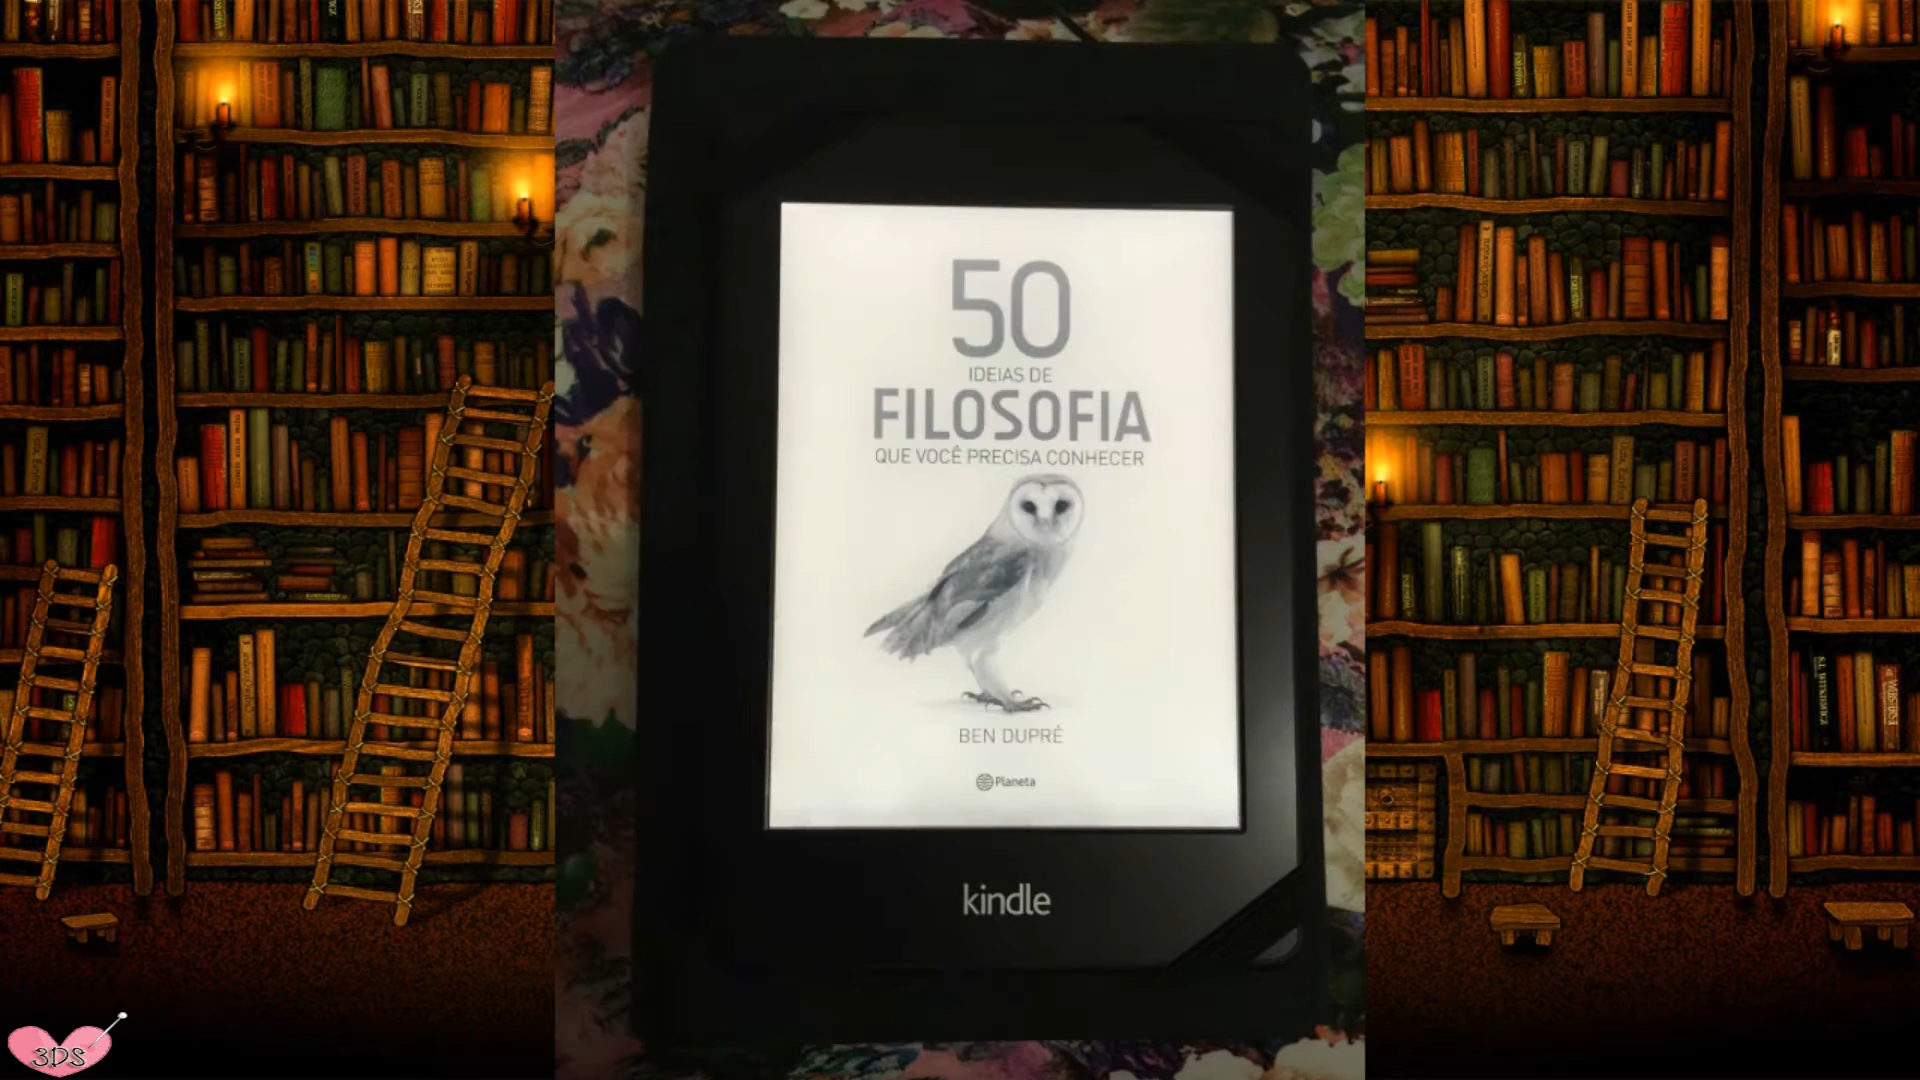 50
IDEIAS DE
FILOSOFIA
QUE VOCÊ PRECISA CONHECER
BEN DUPRÉ
Planeta
kindle
3DS